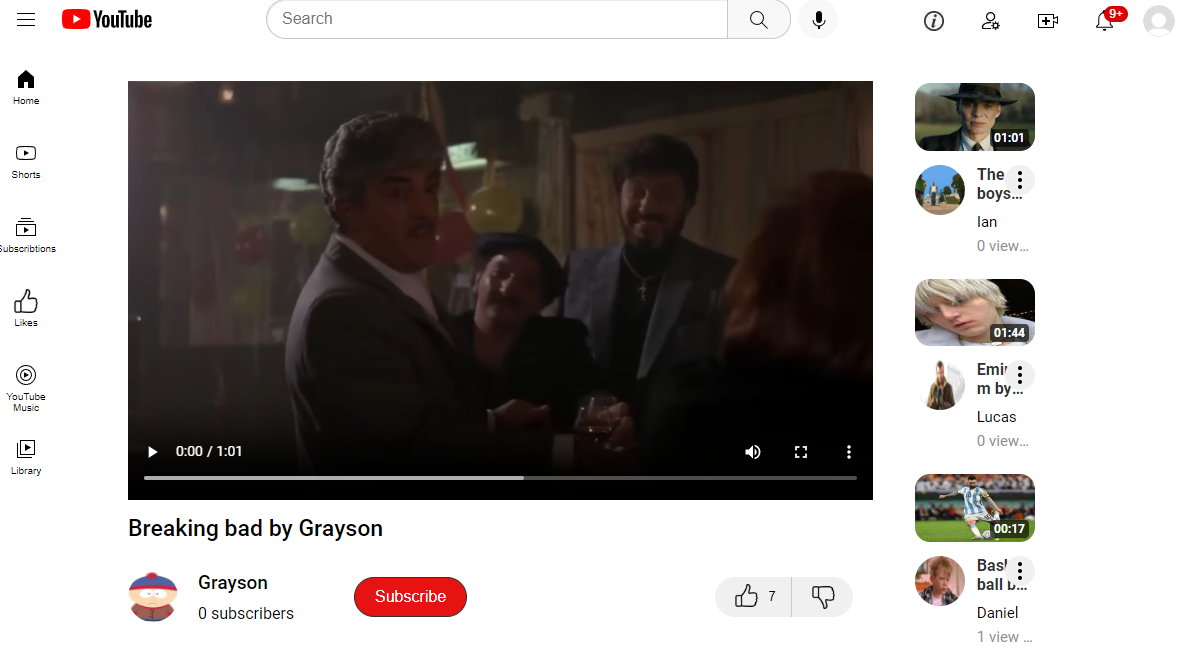 YouTube
Search
9+
Home
Shorts
Subscribtions
Likes
YouTube
Music
Library
0:00 / 1:01
Breaking bad by Grayson
Grayson
0 subscribers
Subscribe
7
01:01
The
boys...
Ian
0 view...
01:44
m by...
Lucas
0 view...
00:17
ball b...
Daniel
1 view ...